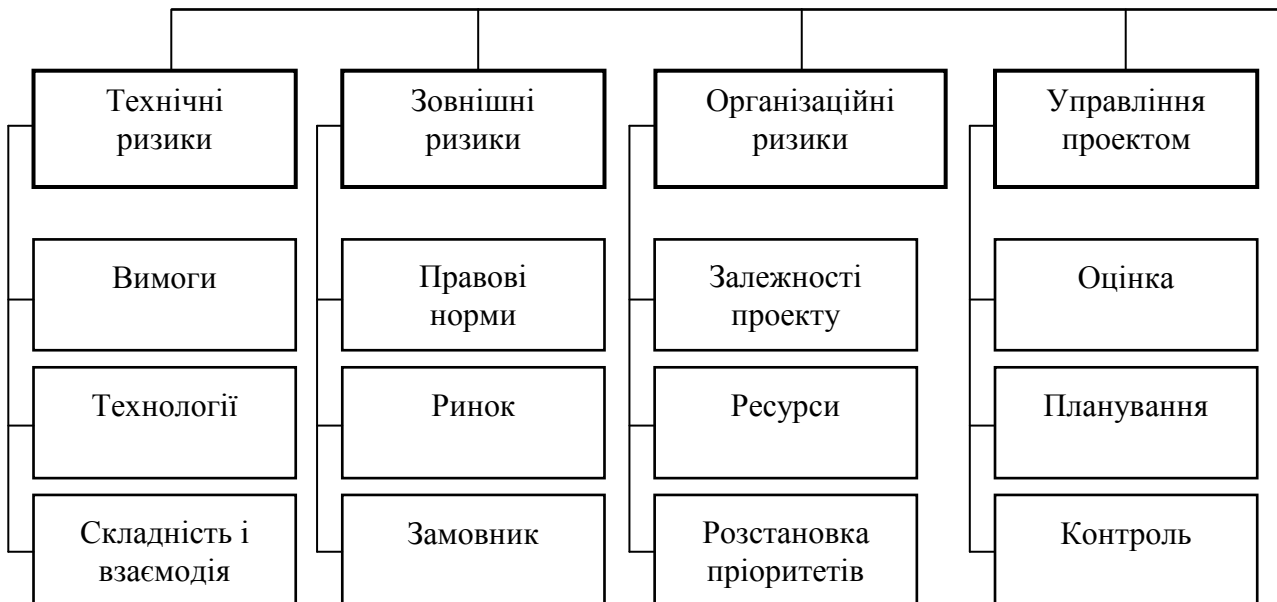 Технічні
ризики
Зовнішні
ризики
Організаційні
ризики
Управління
проектом
Вимоги
Правові
норми
Залежності
проекту
Оцінка
Технології
Ринок
Ресурси
Планування
Складність і
взаємодія
Замовник
Розстановка
пріоритетів
Контроль